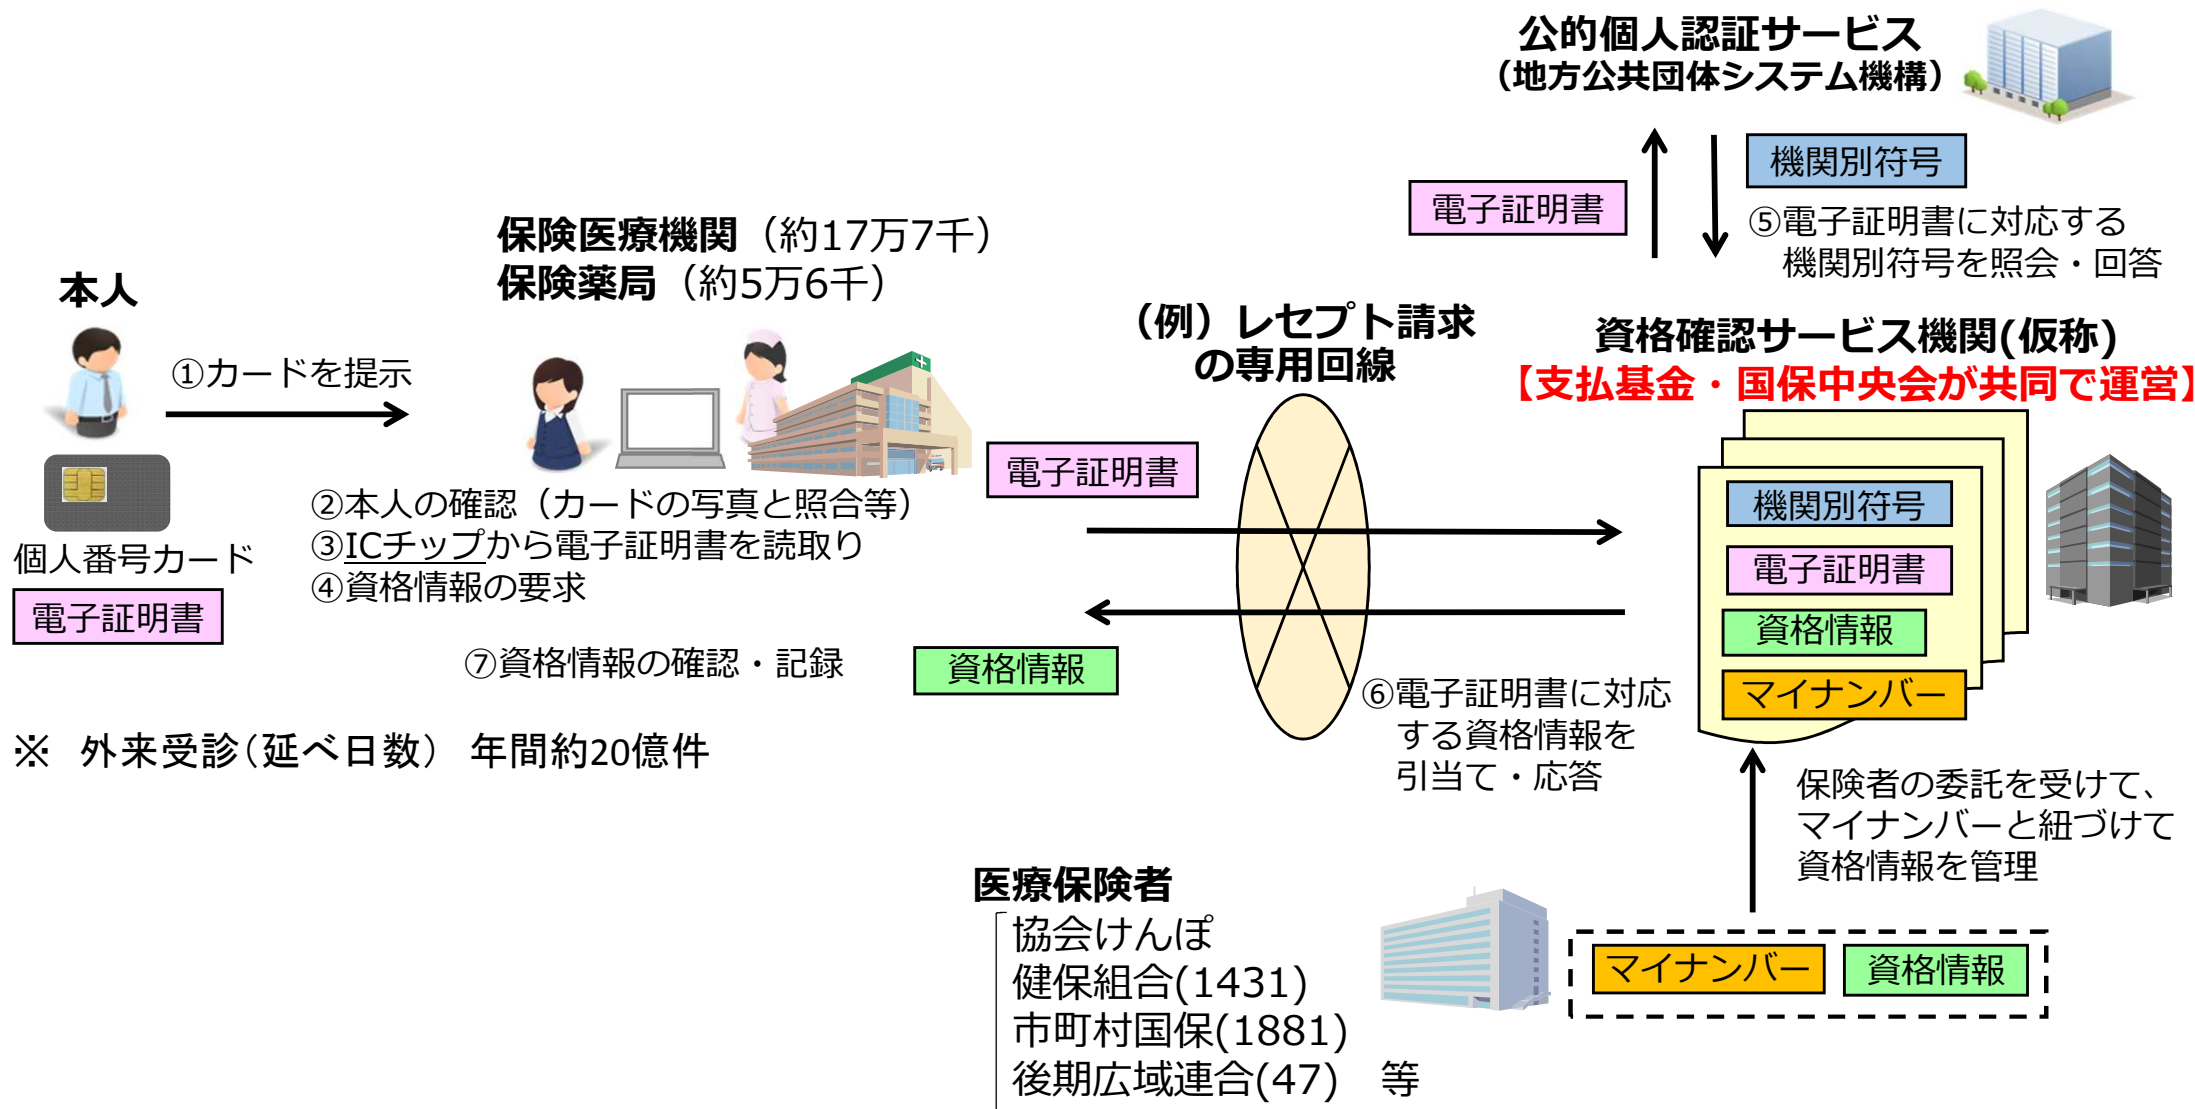 公的個人認証サービス
（地方公共団体システム機構）
機関別符号
電子証明書
⑤電子証明書に対応する
機関別符号を照会・回答
保険医療機関（約17万7千）
保険薬局（約5万6千）
本人
①カードを提示
（例）レセプト請求
の専用回線
資格確認サービス機関(仮称)
【支払基金・国保中央会が共同で運営】
電子証明書
②本人の確認（カードの写真と照合等）
③ICチップから電子証明書を読取り
④資格情報の要求
個人番号カード
電子証明書
機関別符号
電子証明書
資格情報
マイナンバー
⑦資格情報の確認・記録
資格情報
⑥電子証明書に対応
する資格情報を
引当て・応答
※　外来受診（延べ日数）　年間約20億件
保険者の委託を受けて、
マイナンバーと紐づけて
資格情報を管理
医療保険者
協会けんぽ
健保組合(1431)
市町村国保(1881)
後期広域連合(47)　等
マイナンバー
資格情報